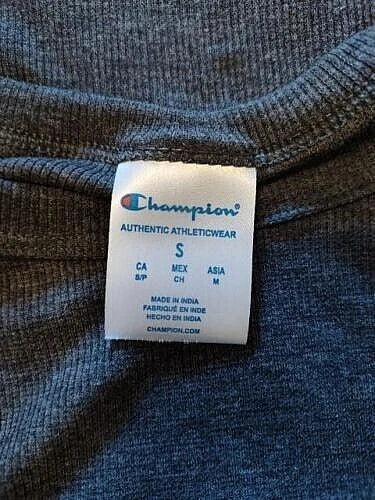 Champion®
AUTHENTIC ATHLETICWEAR
S
CA MEX ASIA
S/P CH M
MADE IN INDIA
FABRIQUÉ EN INDE
HECHO EN INDIA
CHAMPION.COM